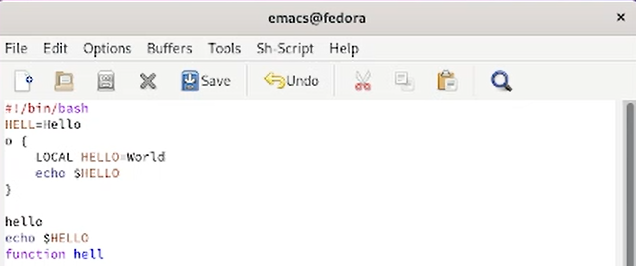 emacs@fedora ×
File Edit Options Buffers Tools Sh-Script Help
Save Undo
#!/bin/bash
HELL=Hello
o {
LOCAL HELLO=World
echo $HELLO
}
hello
echo $HELLO
function hell